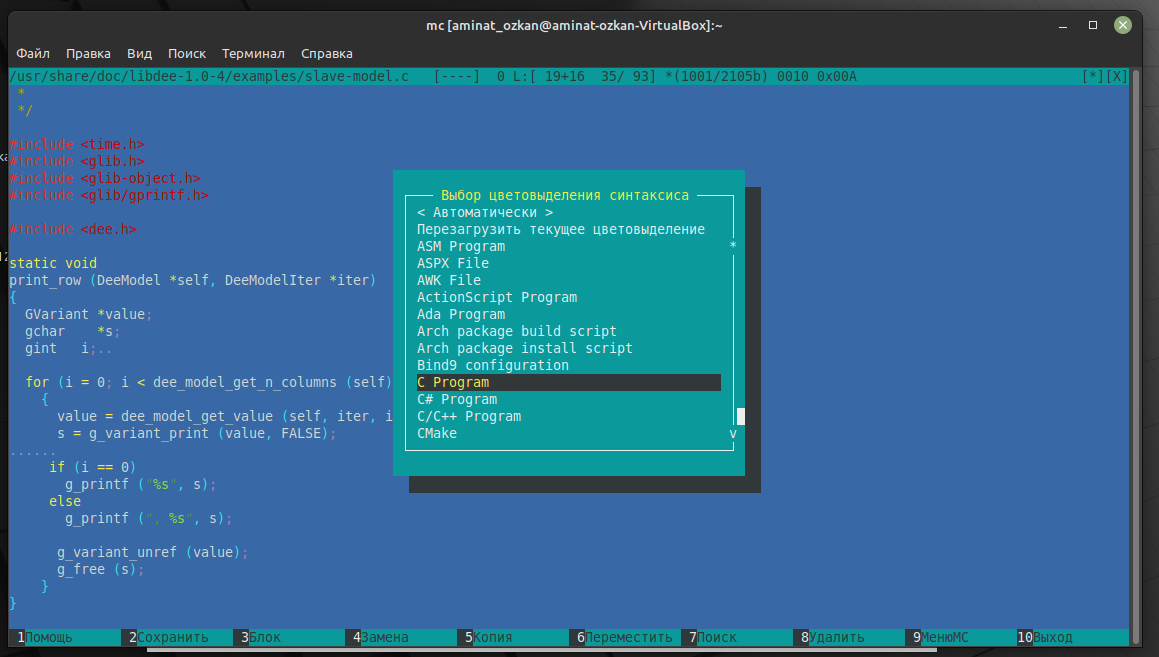 mc [aminat_ozkan@aminat-ozkan-VirtualBox]:~
Файл Правка Вид Поиск Терминал Справка
/usr/share/doc/libdee-1.0-4/examples/slave-model.c [----] 0 L:[ 19+16 35/ 93] *(1001/2105b) 0010 0x00A [*][X]
*
*/
#include <time.h>
#include <glib.h>
#include <glib-object.h>
#include <glib/gprintf.h>
#include <dee.h>
static void
print_row (DeeModel *self, DeeModelIter *iter)
{
GVariant *value;
gchar *s;
gint i;..
for (i = 0; i < dee_model_get_n_columns (self)
{
value = dee_model_get_value (self, iter, i
s = g_variant_print (value, FALSE);
......
if (i == 0)
g_printf ("%s", s);
else
g_printf (", %s", s);
g_variant_unref (value);
g_free (s);
}
}
Выбор цветовыделения синтаксиса
< Автоматически >
Перезагрузить текущее цветовыделение
ASM Program *
ASPX File
AWK File
ActionScript Program
Ada Program
Arch package build script
Arch package install script
Bind9 configuration
C Program
C# Program
C/C++ Program
CMake v
1Помощь 2Сохранить 3Блок 4Замена 5Копия 6Переместить 7Поиск 8Удалить 9МенюMC 10Выход